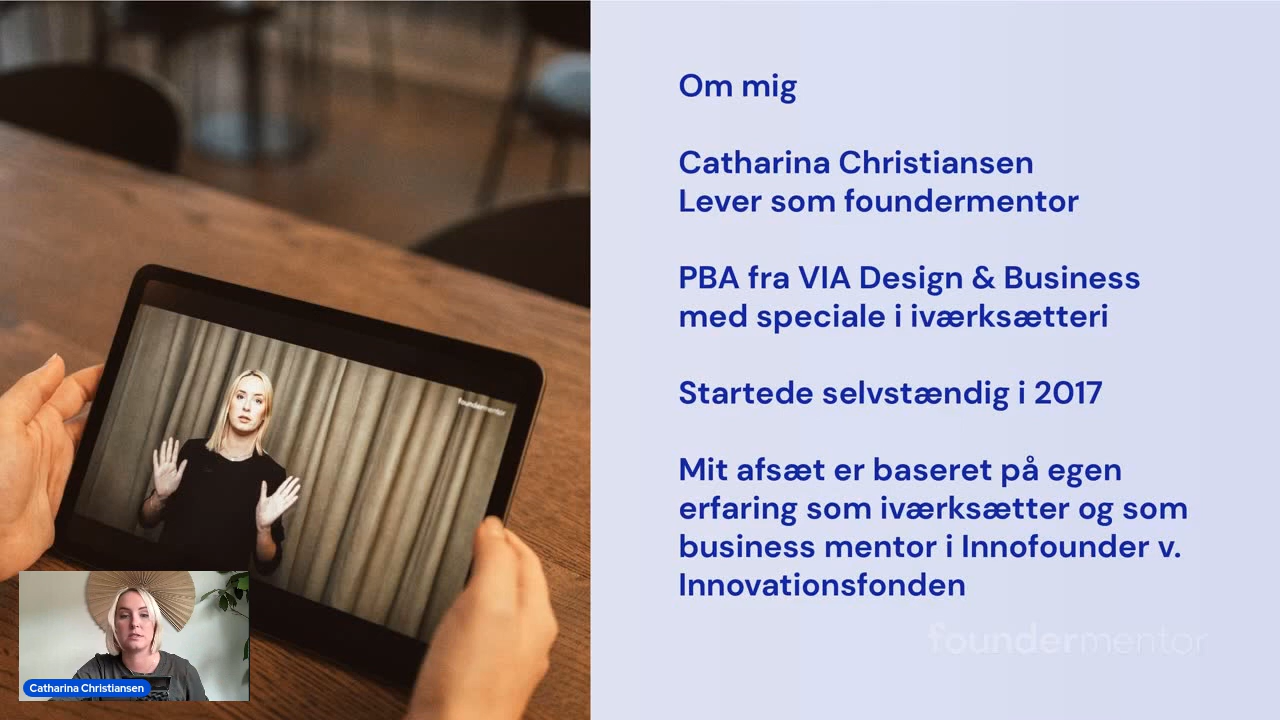 Om mig
Catharina Christiansen
Lever som foundermentor
PBA fra VIA Design & Business
med speciale i iværksætteri
Startede selvstændig i 2017
Mit afsæt er baseret på egen
erfaring som iværksætter og som
business mentor i Innofounder v.
Innovationsfonden
foundermentor
foundermentor
Catharina Christiansen